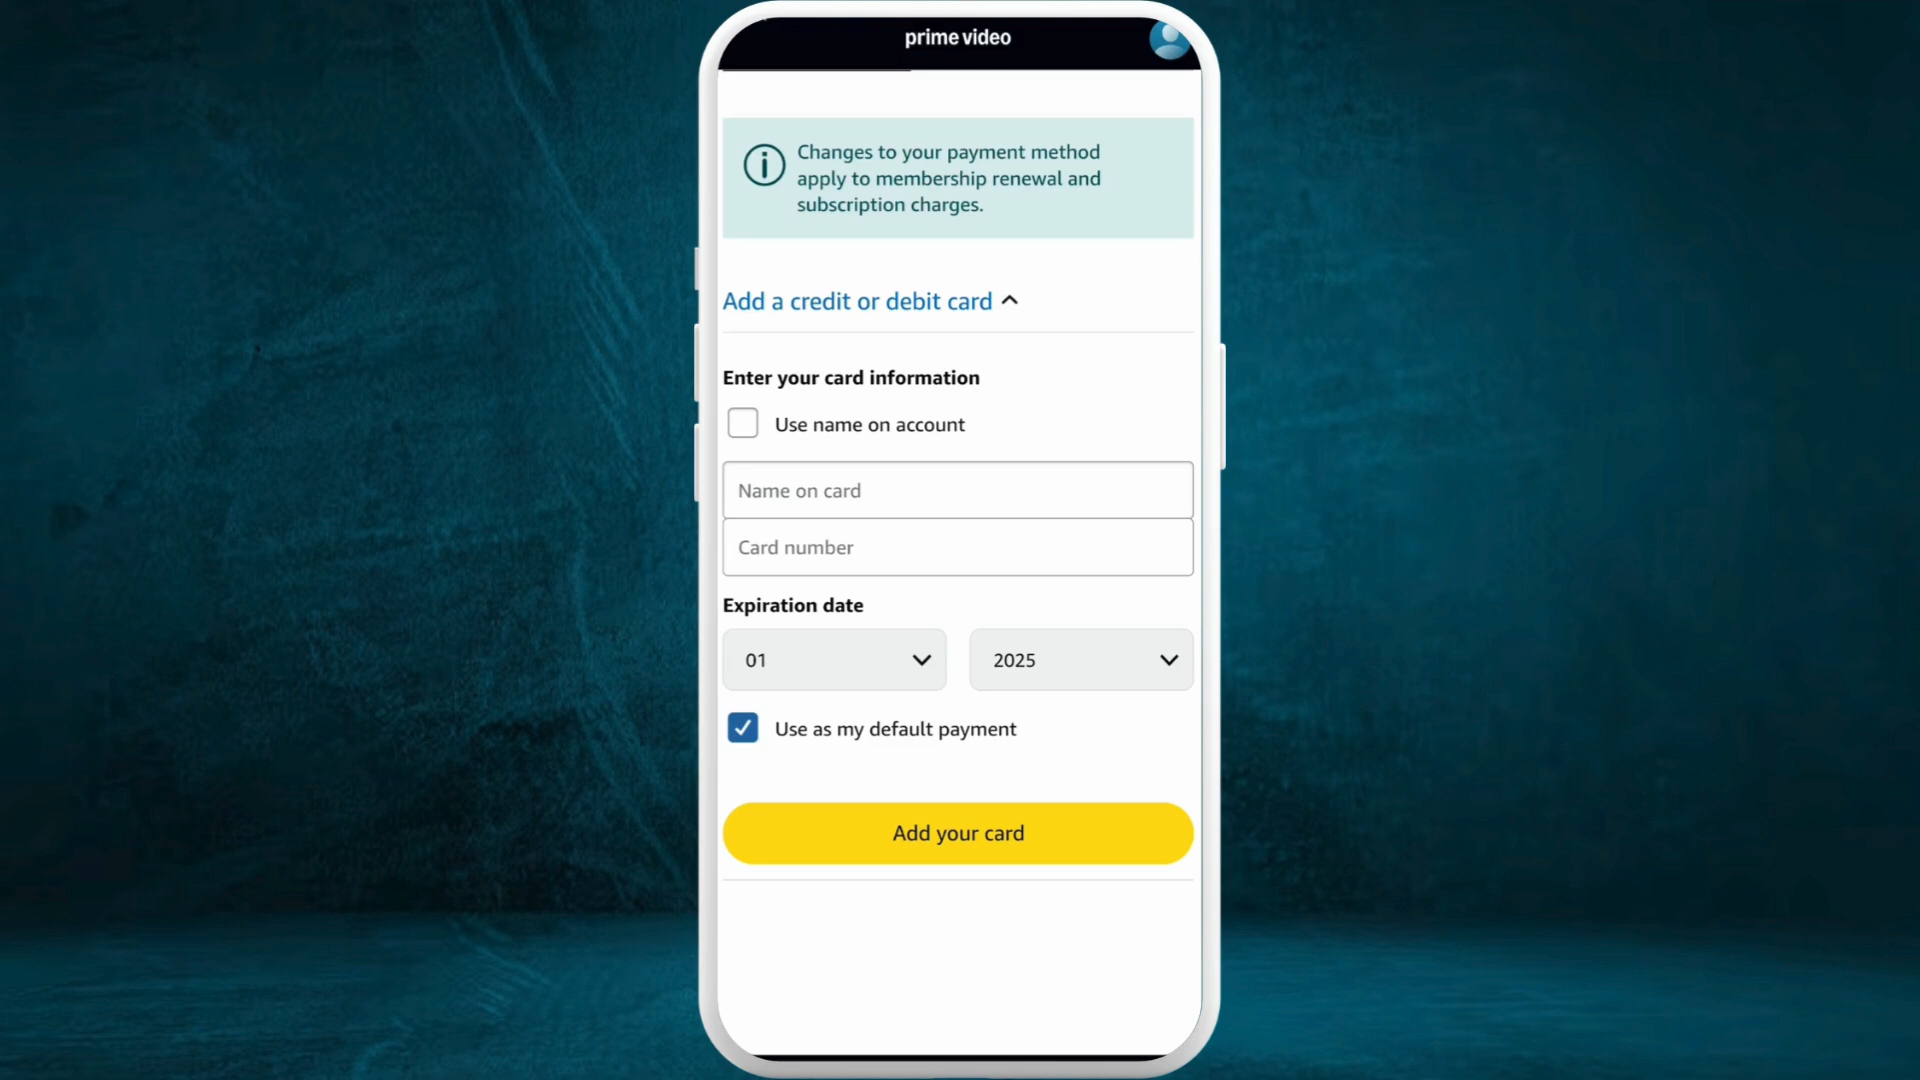 prime video
Changes to your payment method
apply to membership renewal and
subscription charges.
Add a credit or debit card
Enter your card information
Use name on account
Name on card
Card number
Expiration date
01
2025
Use as my default payment
Add your card